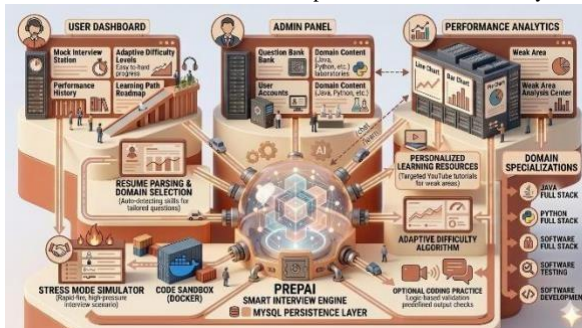 USER DASHBOARD
Mock Interview
Station
Adaptive Difficulty
Levels
Easy-to-hard
progress
Performance
History
Learning Path
Roadmap
ADMIN PANEL
Question Bank
Bank
Domain Content
(Java,
Python, etc.)
laboratories
User
Accounts
Domain Content
(Java, Python, etc.)
PERFORMANCE ANALYTICS
Line Chart
Bar Chart
Weak Area
Weak Area
Analysis Center
RESUME PARSING &
DOMAIN SELECTION
(Auto-detecting skills for
tailored questions)
AI
PERSONALIZED
LEARNING RESOURCES
(Targeted YouTube tutorials
for weak areas)
DOMAIN
SPECIALIZATIONS
JAVA
FULL STACK
PYTHON
FULL STACK
SOFTWARE
FULL STACK
SOFTWARE
TESTING
SOFTWARE
DEVELOPMENT
ADAPTIVE DIFFICULTY
ALGORITHM
STRESS MODE SIMULATOR
(Rapid-fire, high-pressure
interview scenario)
CODE SANDBOX
(DOCKER)
PREPAI
SMART INTERVIEW ENGINE
MYSQL PERSISTENCE LAYER
OPTIONAL CODING PRACTICE
Logic-based validation
predefined output checks